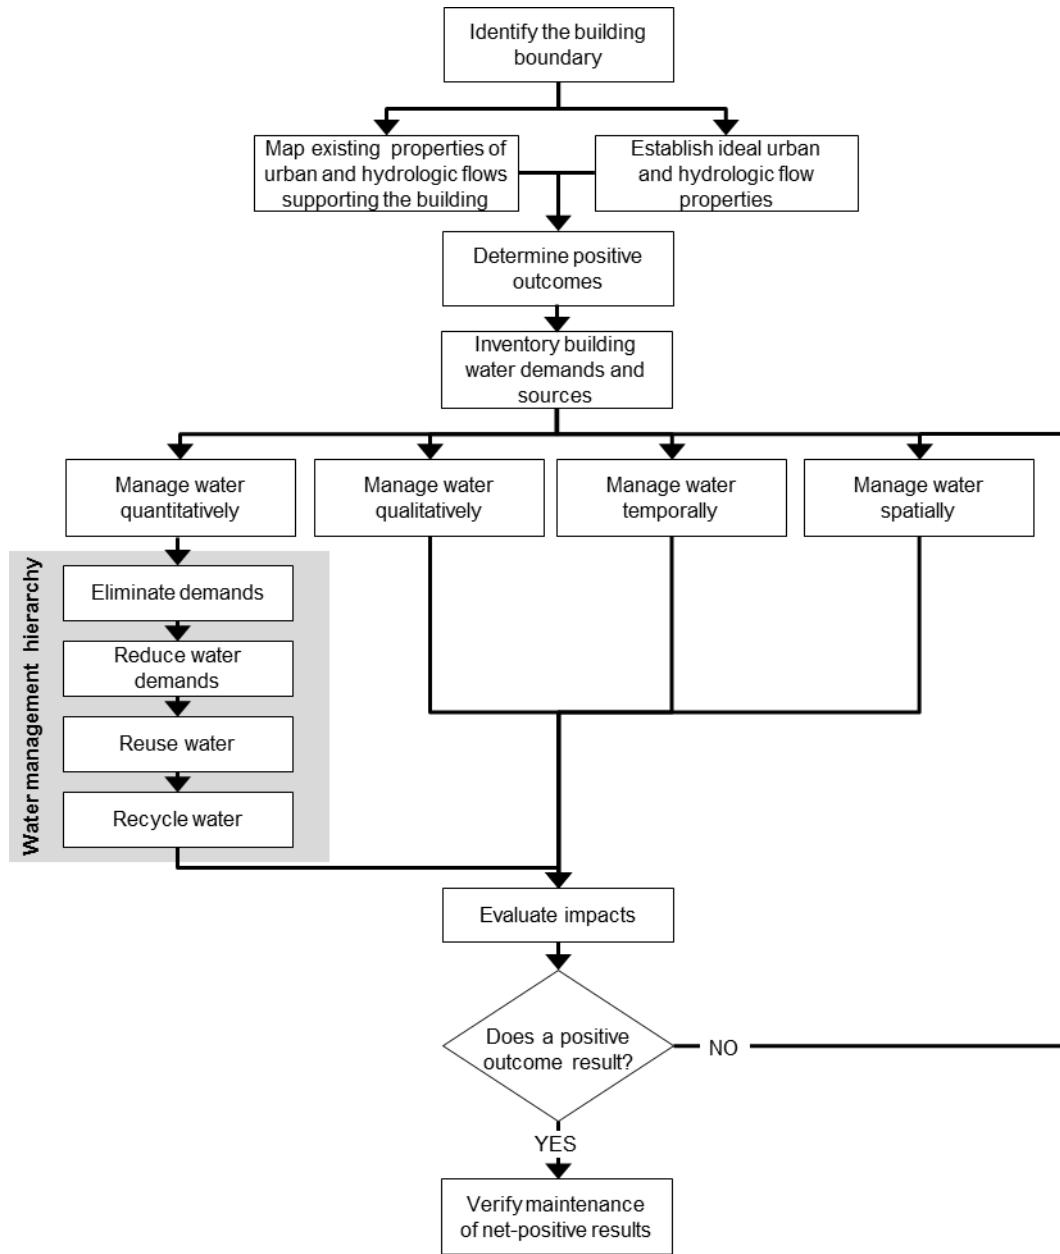 Identify the building
boundary
Map existing properties of
urban and hydrologic flows
supporting the building
Establish ideal urban
and hydrologic flow
properties
Determine positive
outcomes
Inventory building
water demands and
sources
Manage water
quantitatively
Manage water
qualitatively
Manage water
temporally
Manage water
spatially
Water management hierarchy
Eliminate demands
Reduce water
demands
Reuse water
Recycle water
Evaluate impacts
Does a positive
outcome result?
NO
YES
Verify maintenance
of net-positive results